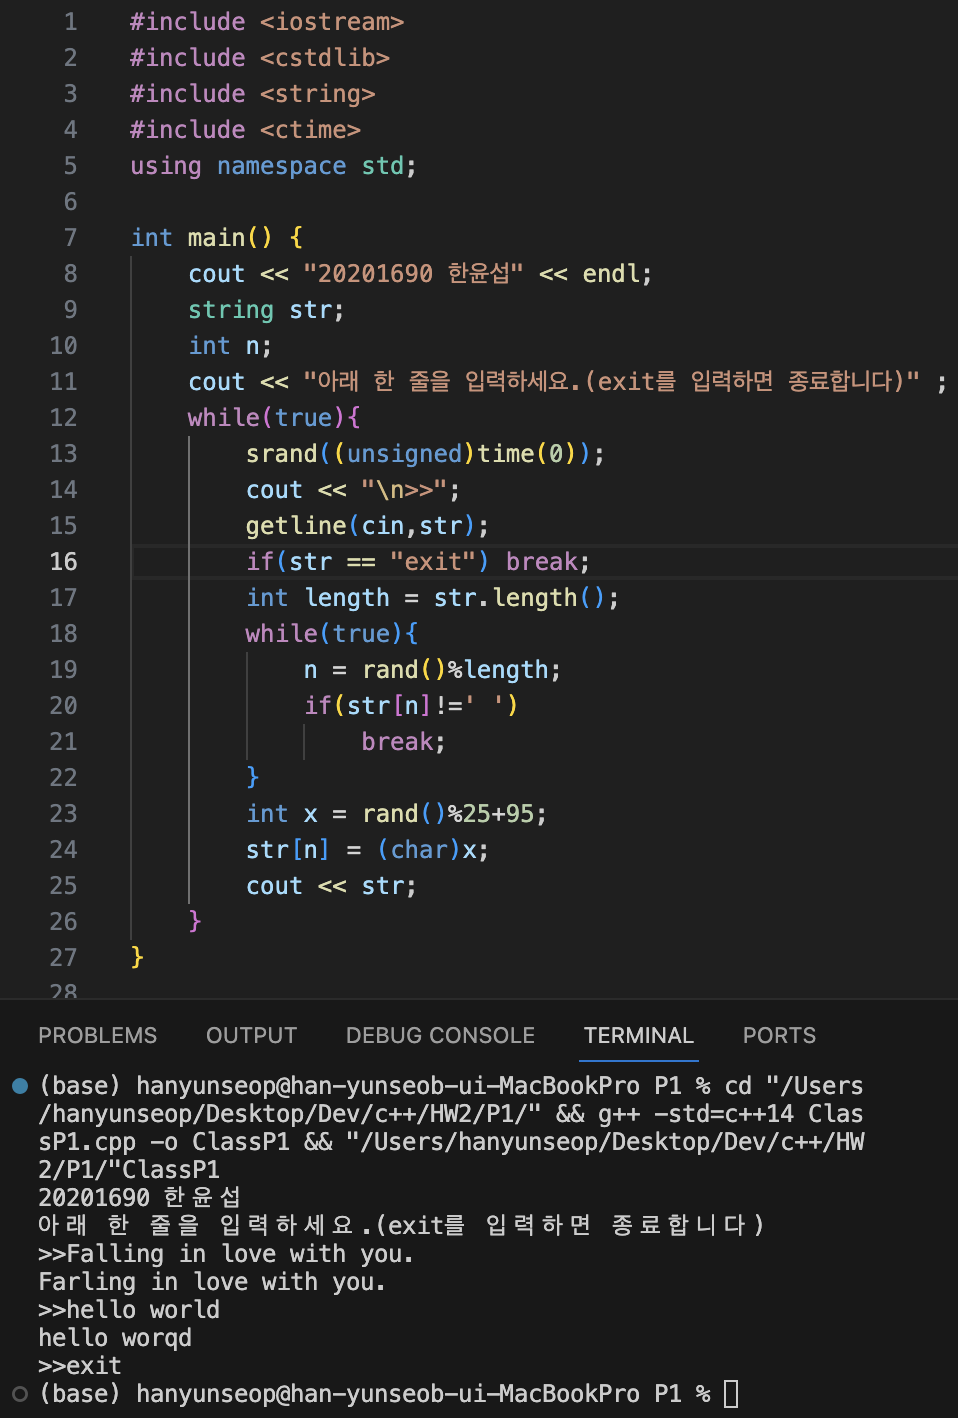 1 #include <iostream>
2 #include <cstdlib>
3 #include <string>
4 #include <ctime>
5 using namespace std;
6
7 int main() {
8     cout << "20201690 한윤섭" << endl;
9     string str;
10     int n;
11     cout << "아래 한 줄을 입력하세요.(exit를 입력하면 종료합니다)" ;
12     while(true){
13         srand((unsigned)time(0));
14         cout << "\n>>";
15         getline(cin,str);
16         if(str == "exit") break;
17         int length = str.length();
18         while(true){
19             n = rand()%length;
20             if(str[n]!=' ')
21                 break;
22         }
23         int x = rand()%25+95;
24         str[n] = (char)x;
25         cout << str;
26     }
27 }
28
PROBLEMS OUTPUT DEBUG CONSOLE TERMINAL PORTS
(base) hanyunseop@han-yunseob-ui-MacBookPro P1 % cd "/Users
/hanyunseop/Desktop/Dev/c++/HW2/P1/" && g++ -std=c++14 Clas
sP1.cpp -o ClassP1 && "/Users/hanyunseop/Desktop/Dev/c++/HW
2/P1/"ClassP1
20201690 한윤섭
아래 한 줄을 입력하세요.(exit를 입력하면 종료합니다)
>>Falling in love with you.
Farling in love with you.
>>hello world
hello worqd
>>exit
(base) hanyunseop@han-yunseob-ui-MacBookPro P1 %